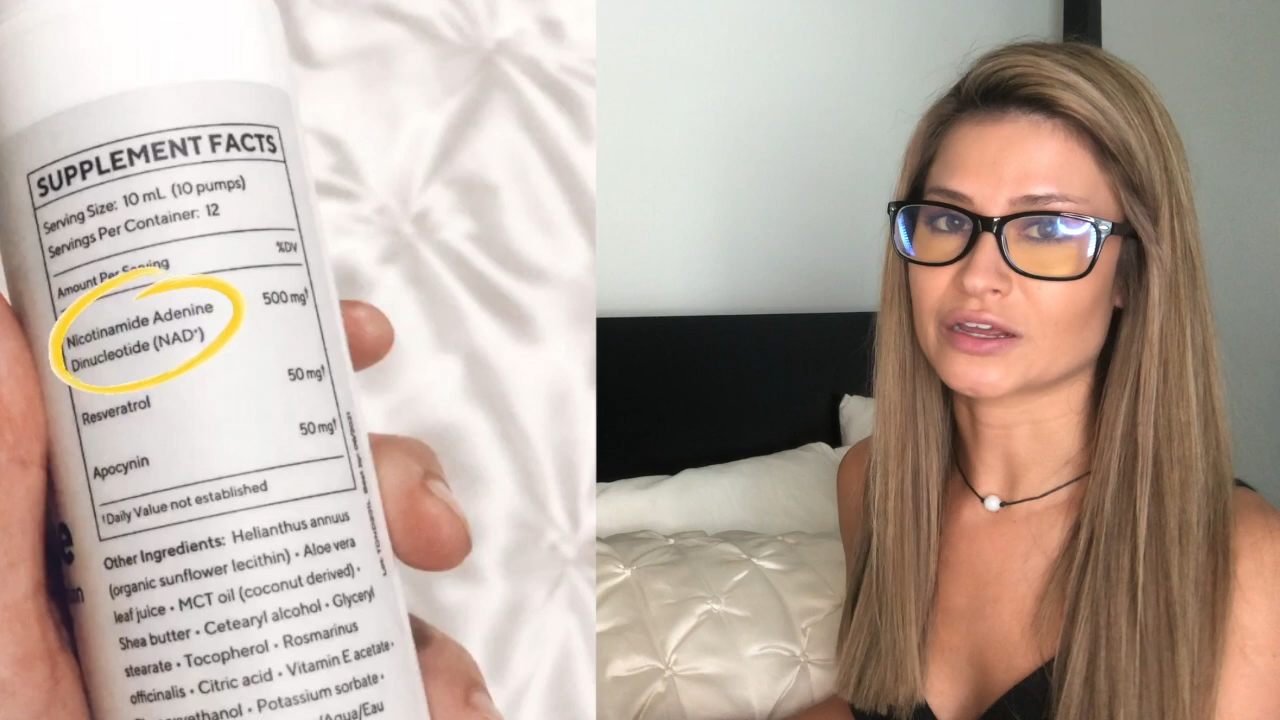 SUPPLEMENT FACTS
Serving Size: 10 mL (10 pumps)
Servings Per Container: 12
%DV
Amount Per Serving
Nicotinamide Adenine 500 mg†
Dinucleotide (NAD⁺)
Resveratrol 50 mg†
Apocynin 50 mg†
†Daily Value not established
Other Ingredients: Helianthus annuus
(organic sunflower lecithin) • Aloe vera
leaf juice • MCT oil (coconut derived) •
Shea butter • Cetearyl alcohol • Glyceryl
stearate • Tocopherol • Rosmarinus
officinalis • Citric acid • Vitamin E acetate •
Potassium sorbate •
/Aqua/Eau